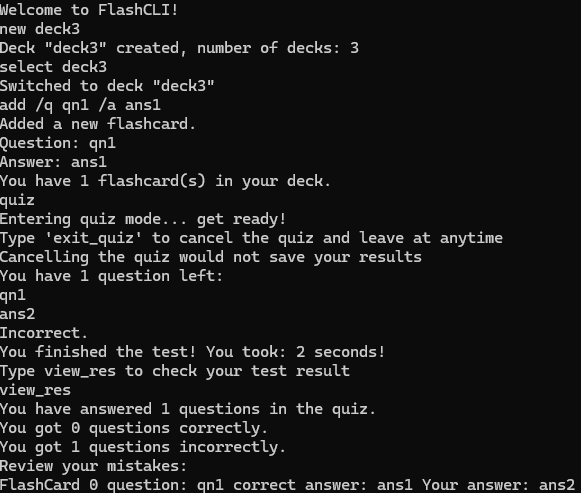 Welcome to FlashCLI!
new deck3
Deck "deck3" created, number of decks: 3
select deck3
Switched to deck "deck3"
add /q qn1 /a ans1
Added a new flashcard.
Question: qn1
Answer: ans1
You have 1 flashcard(s) in your deck.
quiz
Entering quiz mode... get ready!
Type 'exit_quiz' to cancel the quiz and leave at anytime
Cancelling the quiz would not save your results
You have 1 question left:
qn1
ans2
Incorrect.
You finished the test! You took: 2 seconds!
Type view_res to check your test result
view_res
You have answered 1 questions in the quiz.
You got 0 questions correctly.
You got 1 questions incorrectly.
Review your mistakes:
FlashCard 0 question: qn1 correct answer: ans1 Your answer: ans2